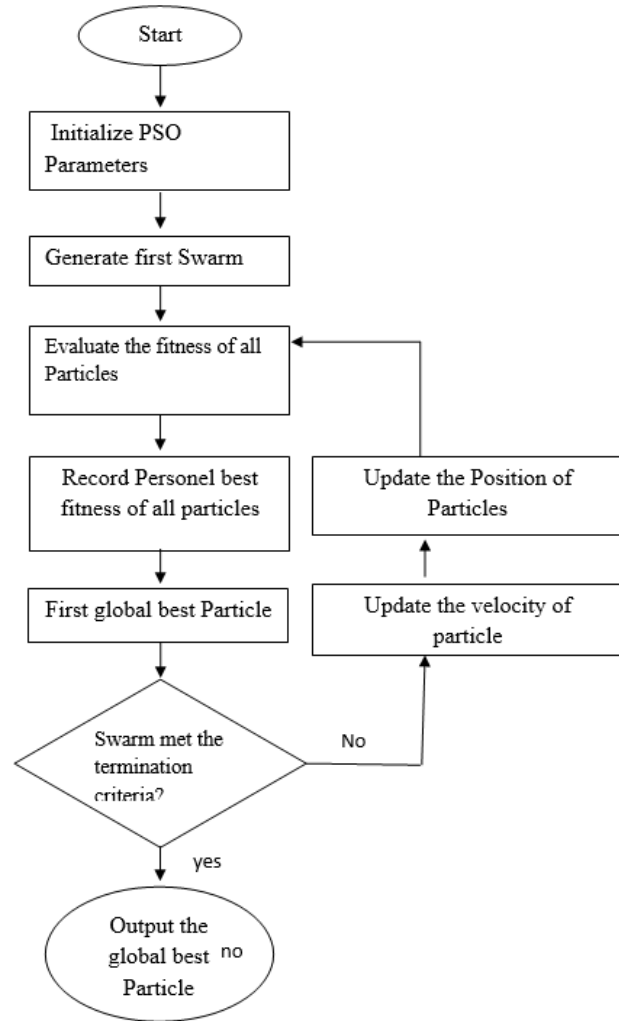 Start
Initialize PSO
Parameters
Generate first Swarm
Evaluate the fitness of all
Particles
Record Personel best
fitness of all particles
First global best Particle
Swarm met the
termination
criteria?
No
Update the velocity of
particle
Update the Position of
Particles
yes
Output the
global best no
Particle